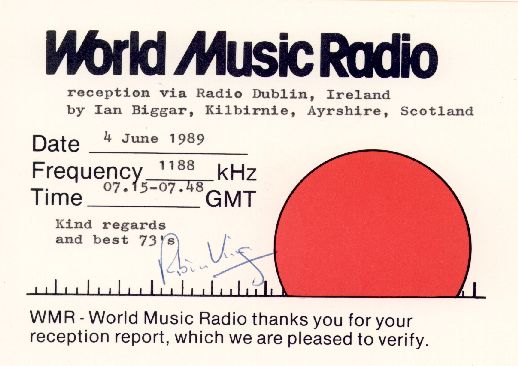 World Music Radio
reception via Radio Dublin, Ireland
by Ian Biggar, Kilbirnie, Ayrshire, Scotland
Date 4 June 1989
Frequency 1188 kHz
Time 07.15-07.48 GMT
Kind regards
and best 73's
WMR - World Music Radio thanks you for your
reception report, which we are pleased to verify.